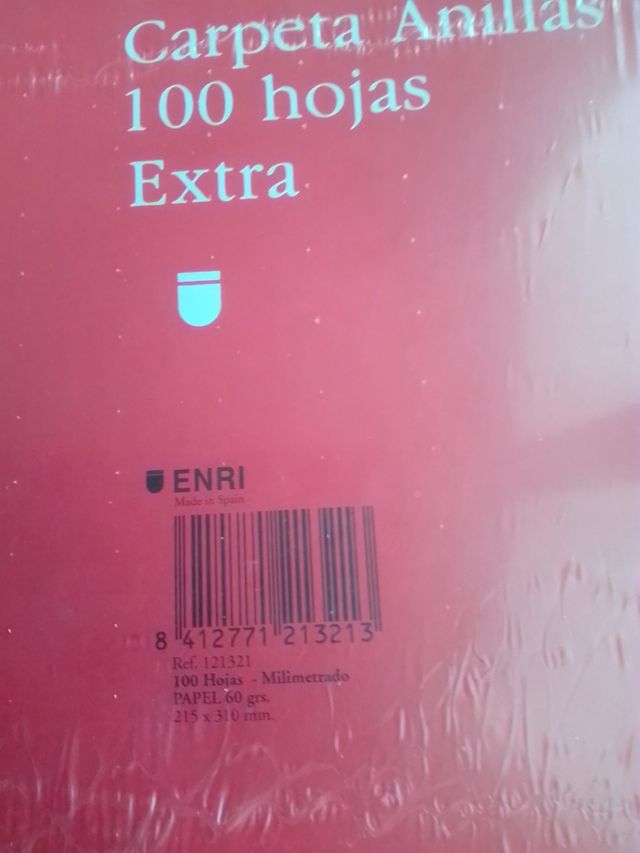 Carpeta Anillas
100 hojas
Extra
ENRI
Made in Spain
8 412771 213213
Ref. 121321
100 Hojas - Milimetrado
PAPEL 60 grs.
215 x 310 mm.